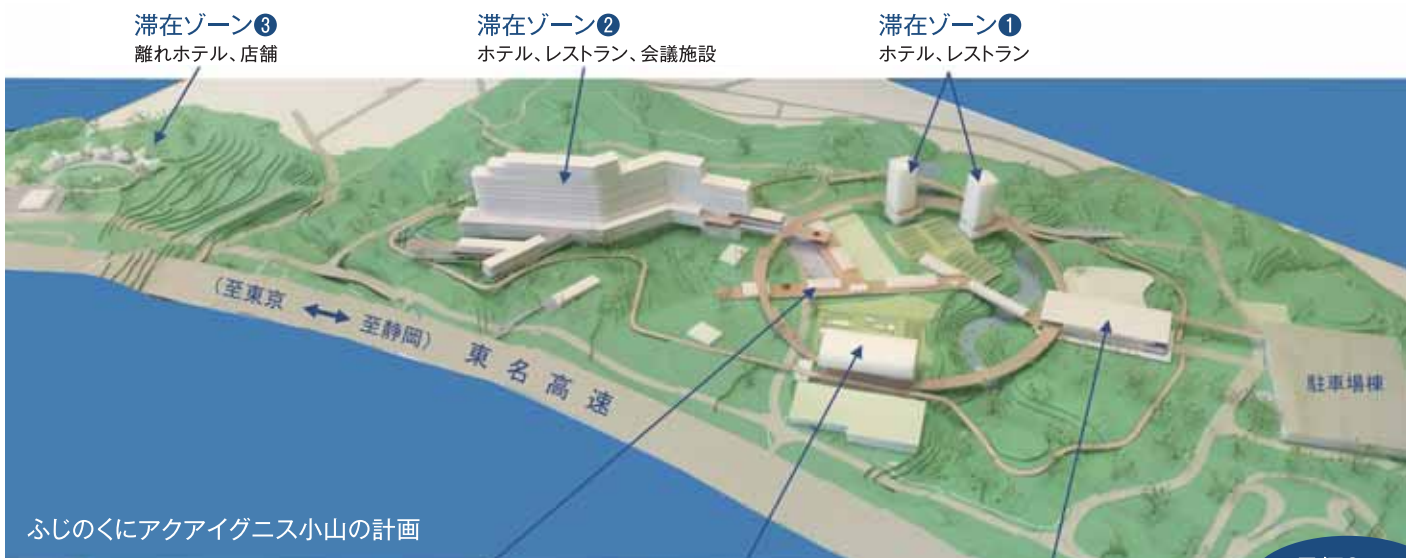 滞在ゾーン❸
離れホテル、店舗
滞在ゾーン❷
ホテル、レストラン、会議施設
滞在ゾーン❶
ホテル、レストラン
(至東京 ⟷ 至静岡)
東名高速
駐車場棟
ふじのくにアクアイグニス小山の計画